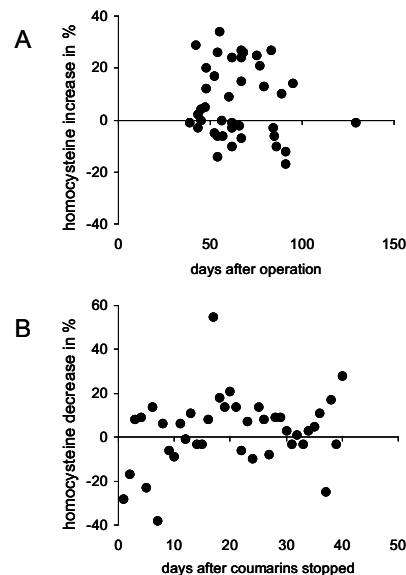 A
homocysteine increase in %
40
20
0
-20
-40
0 50 100 150
days after operation
B
homocysteine decrease in %
60
40
20
0
-20
-40
0 10 20 30 40 50
days after coumarins stopped